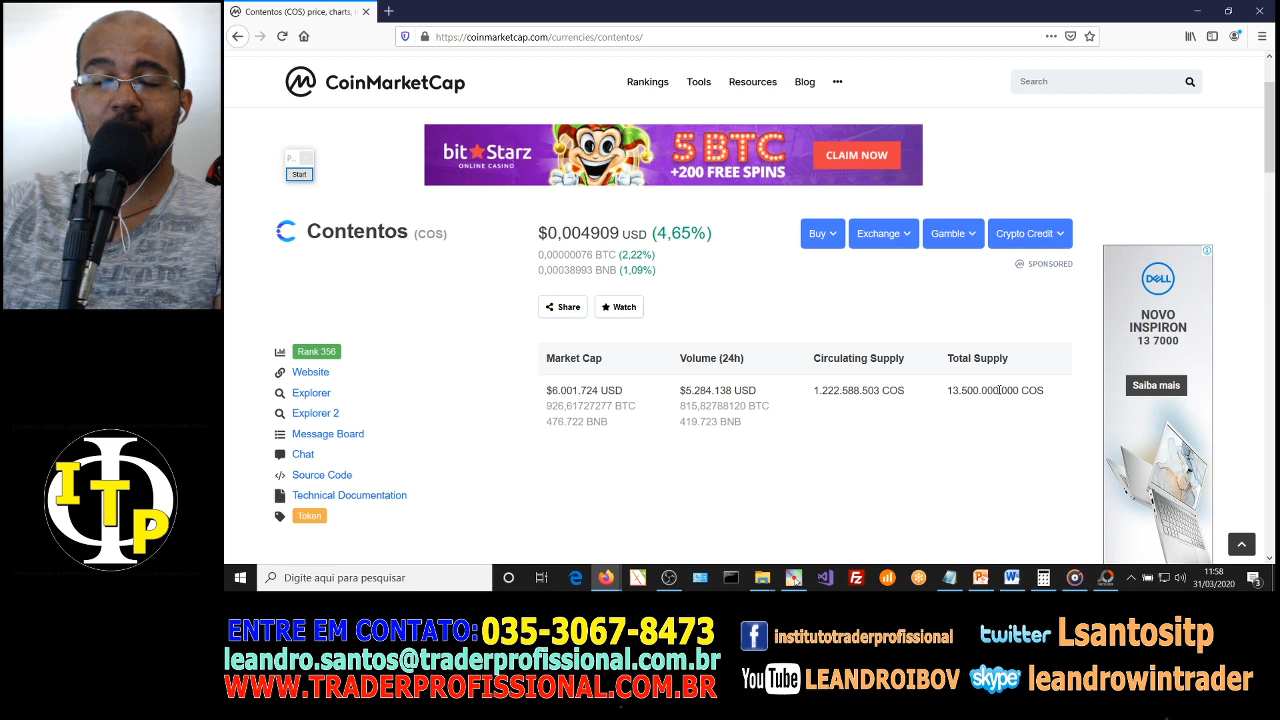 Contentos (COS) price, charts,
https://coinmarketcap.com/currencies/contentos/
CoinMarketCap
Rankings Tools Resources Blog
Search
bitStarz
ONLINE CASINO
5 BTC
+200 FREE SPINS
CLAIM NOW
P...
Start
Contentos (COS)
$0,004909 USD (4,65%)
0,00000076 BTC (2,22%)
0,00038993 BNB (1,09%)
Buy Exchange Gamble Crypto Credit
SPONSORED
Share Watch
Rank 356
Website
Explorer
Explorer 2
Message Board
Chat
Source Code
Technical Documentation
Token
Market Cap Volume (24h) Circulating Supply Total Supply
$6.001.724 USD $5.284.138 USD 1.222.588.503 COS 13.500.000.000 COS
926,61727277 BTC 815,82788120 BTC
476.722 BNB 419.723 BNB
DELL
NOVO
INSPIRON
13 7000
Saiba mais
ITP
Digite aqui para pesquisar
11:58
31/03/2020
3
ENTRE EM CONTATO: 035-3067-8473
leandro.santos@traderprofissional.com.br
WWW.TRADERPROFISSIONAL.COM.BR
institutotraderprofissional
twitter Lsantositp
YouTube LEANDROIBOV
skype leandrowintrader